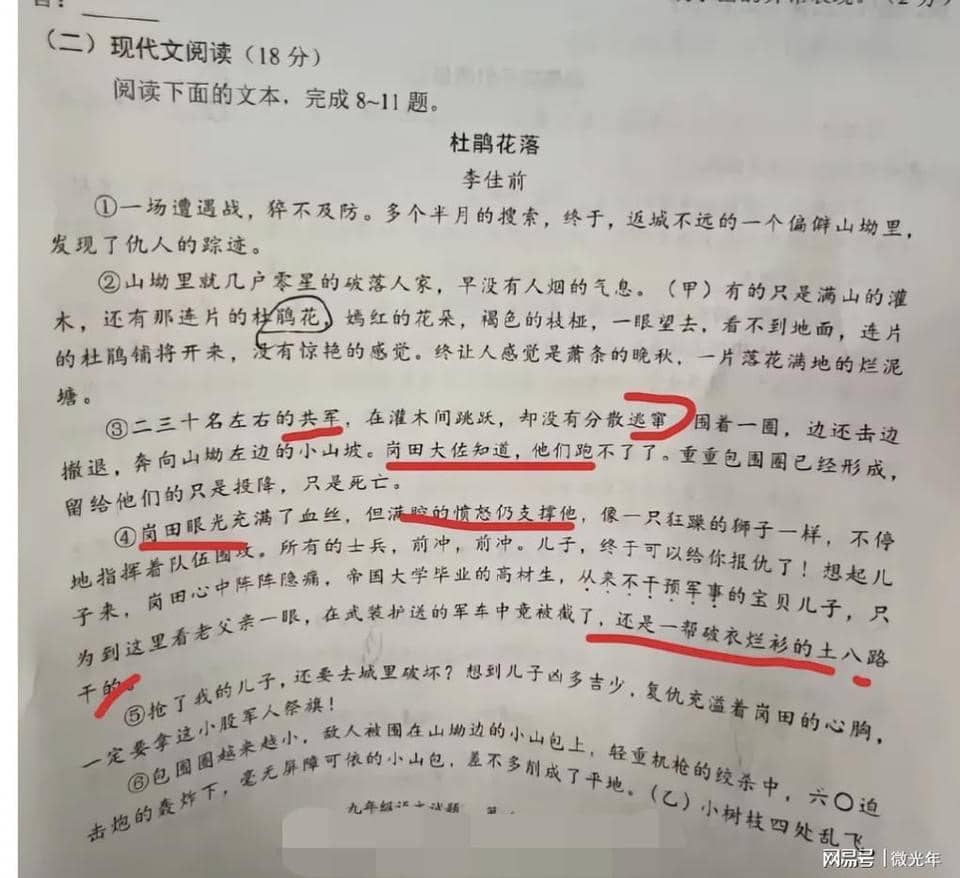 （二）现代文阅读（18分）
阅读下面的文本，完成8~11题。
杜鹃花落
李佳前
①一场遭遇战，猝不及防。多个半月的搜索，终于，返城不远的一个偏僻山坳里，
发现了仇人的踪迹。
②山坳里就几户零星的破落人家，早没有人烟的气息。（甲）有的只是满山的灌
木，还有那连片的杜鹃花，嫣红的花朵，褐色的枝桠，一眼望去，看不到地面，连片
的杜鹃铺将开来，没有惊艳的感觉。终让人感觉是萧条的晚秋，一片落花满地的烂泥
塘。
③二三十名左右的共军，在灌木间跳跃，却没有分散逃窜 围着一圈，边还击边
撤退，奔向山坳左边的小山坡。岗田大佐知道，他们跑不了了。重重包围圈已经形成，
留给他们的只是投降，只是死亡。
④岗田眼光充满了血丝，但满腔的愤怒仍支撑他，像一只狂躁的狮子一样，不停
地指挥着队伍围攻。所有的士兵，前冲，前冲。儿子，终于可以给你报仇了！想起儿
子来，岗田心中阵阵隐痛，帝国大学毕业的高材生，从来不干预军事的宝贝儿子，只
为到这里看老父亲一眼，在武装护送的军车中竟被截了，还是一帮破衣烂衫的土八路
干的。
⑤抢了我的儿子，还要去城里破坏？想到儿子凶多吉少，复仇充溢着岗田的心胸，
一定要拿这小股军人祭旗！
⑥包围圈越来越小，敌人被围在山坳边的小山包上，轻重机枪的绞杀中，六〇迫
击炮的轰炸下，毫无屏障可依的小山包，差不多削成了平地。（乙）小树枝四处乱飞，
九年级语文试题
网易号 | 微光年